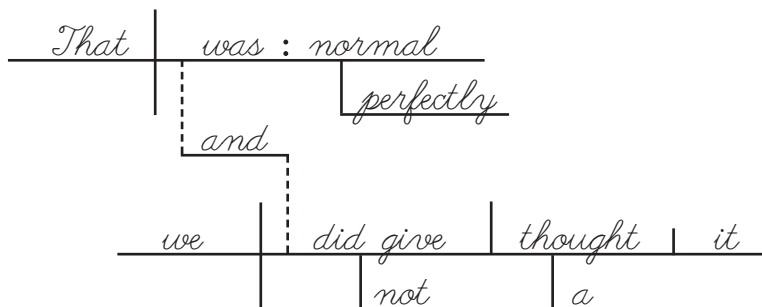 That was : normal
perfectly
and
we did give thought it
not a